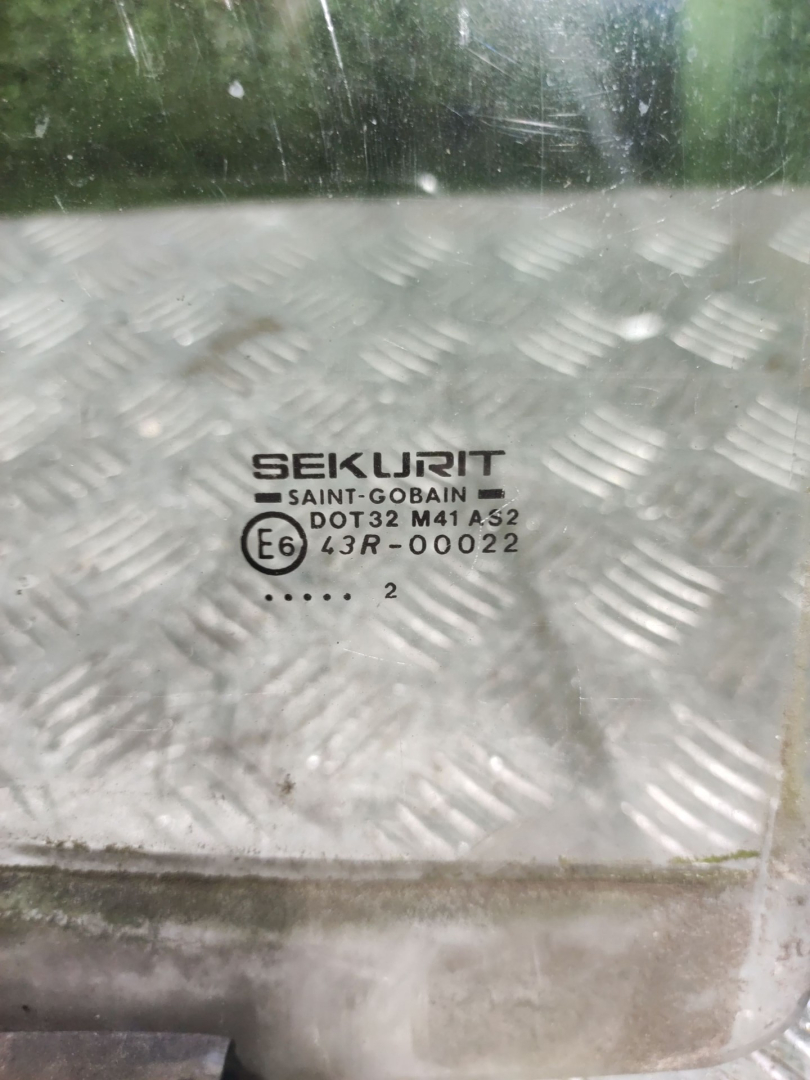 SEKURIT
SAINT-GOBAIN
DOT32 M41 AS2
E6 43R-00022
..... 2